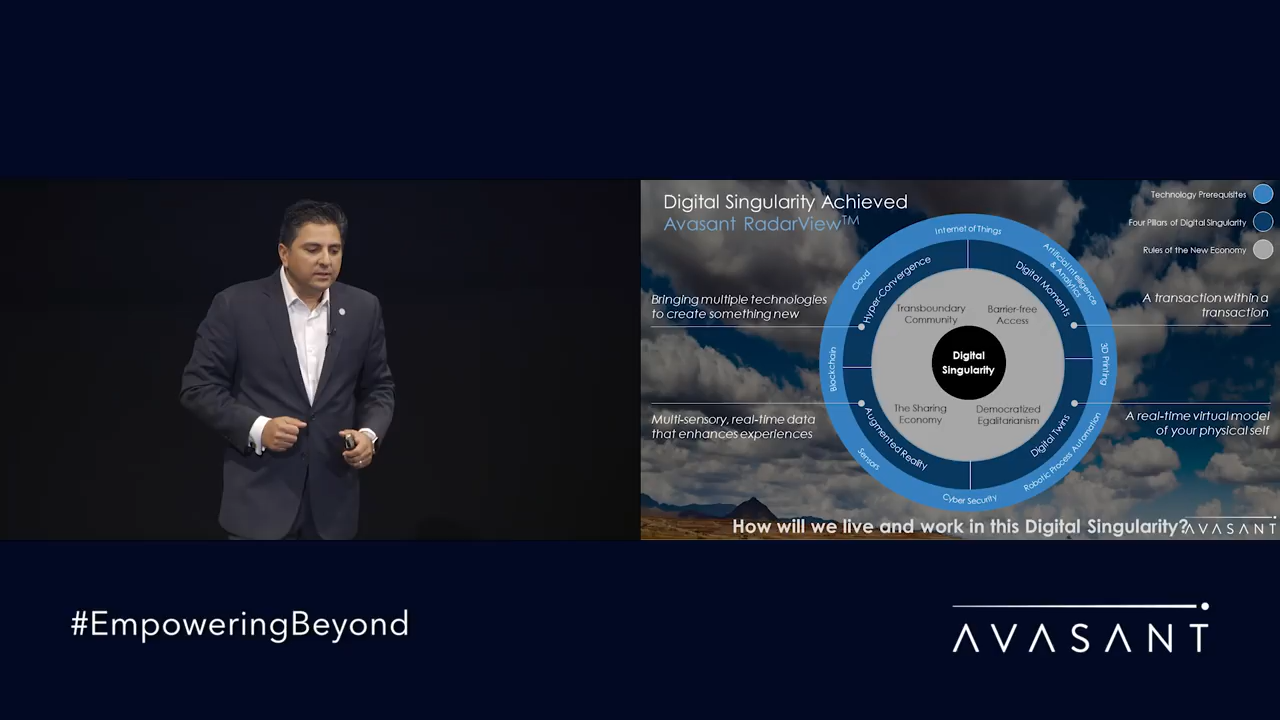 Digital Singularity Achieved
Avasant RadarView™
Technology Prerequisites
Four Pillars of Digital Singularity
Rules of the New Economy
Internet of Things
Artificial Intelligence
& Analytics
3D Printing
Robotic Process Automation
Cyber Security
Sensors
Blockchain
Cloud
Hyper-Convergence
Digital Moments
Digital Twins
Augmented Reality
Transboundary
Community
Barrier-free
Access
Digital
Singularity
The Sharing
Economy
Democratized
Egalitarianism
Bringing multiple technologies
to create something new
A transaction within a
transaction
Multi-sensory, real-time data
that enhances experiences
A real-time virtual model
of your physical self
How will we live and work in this Digital Singularity?
AVASANT
#EmpoweringBeyond
AVASANT